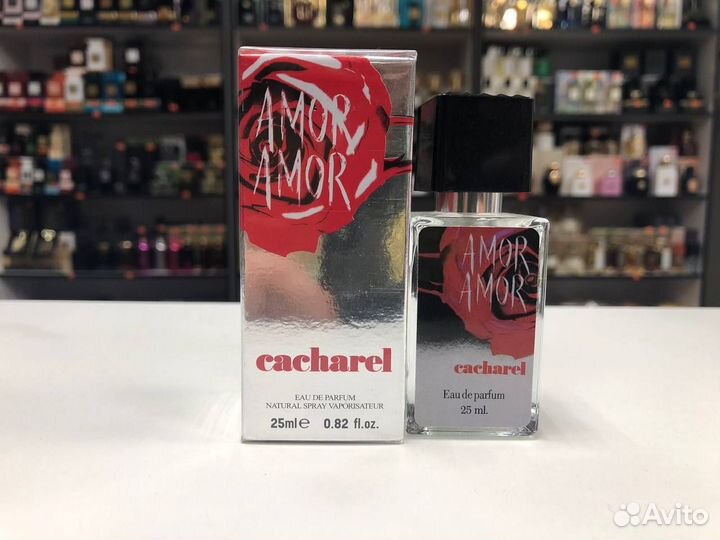 AMOR
AMOR
cacharel
EAU DE PARFUM
NATURAL SPRAY VAPORISATEUR
25ml e 0.82 fl.oz.
AMOR
AMOR
cacharel
Eau de parfum
25 ml.
Avito